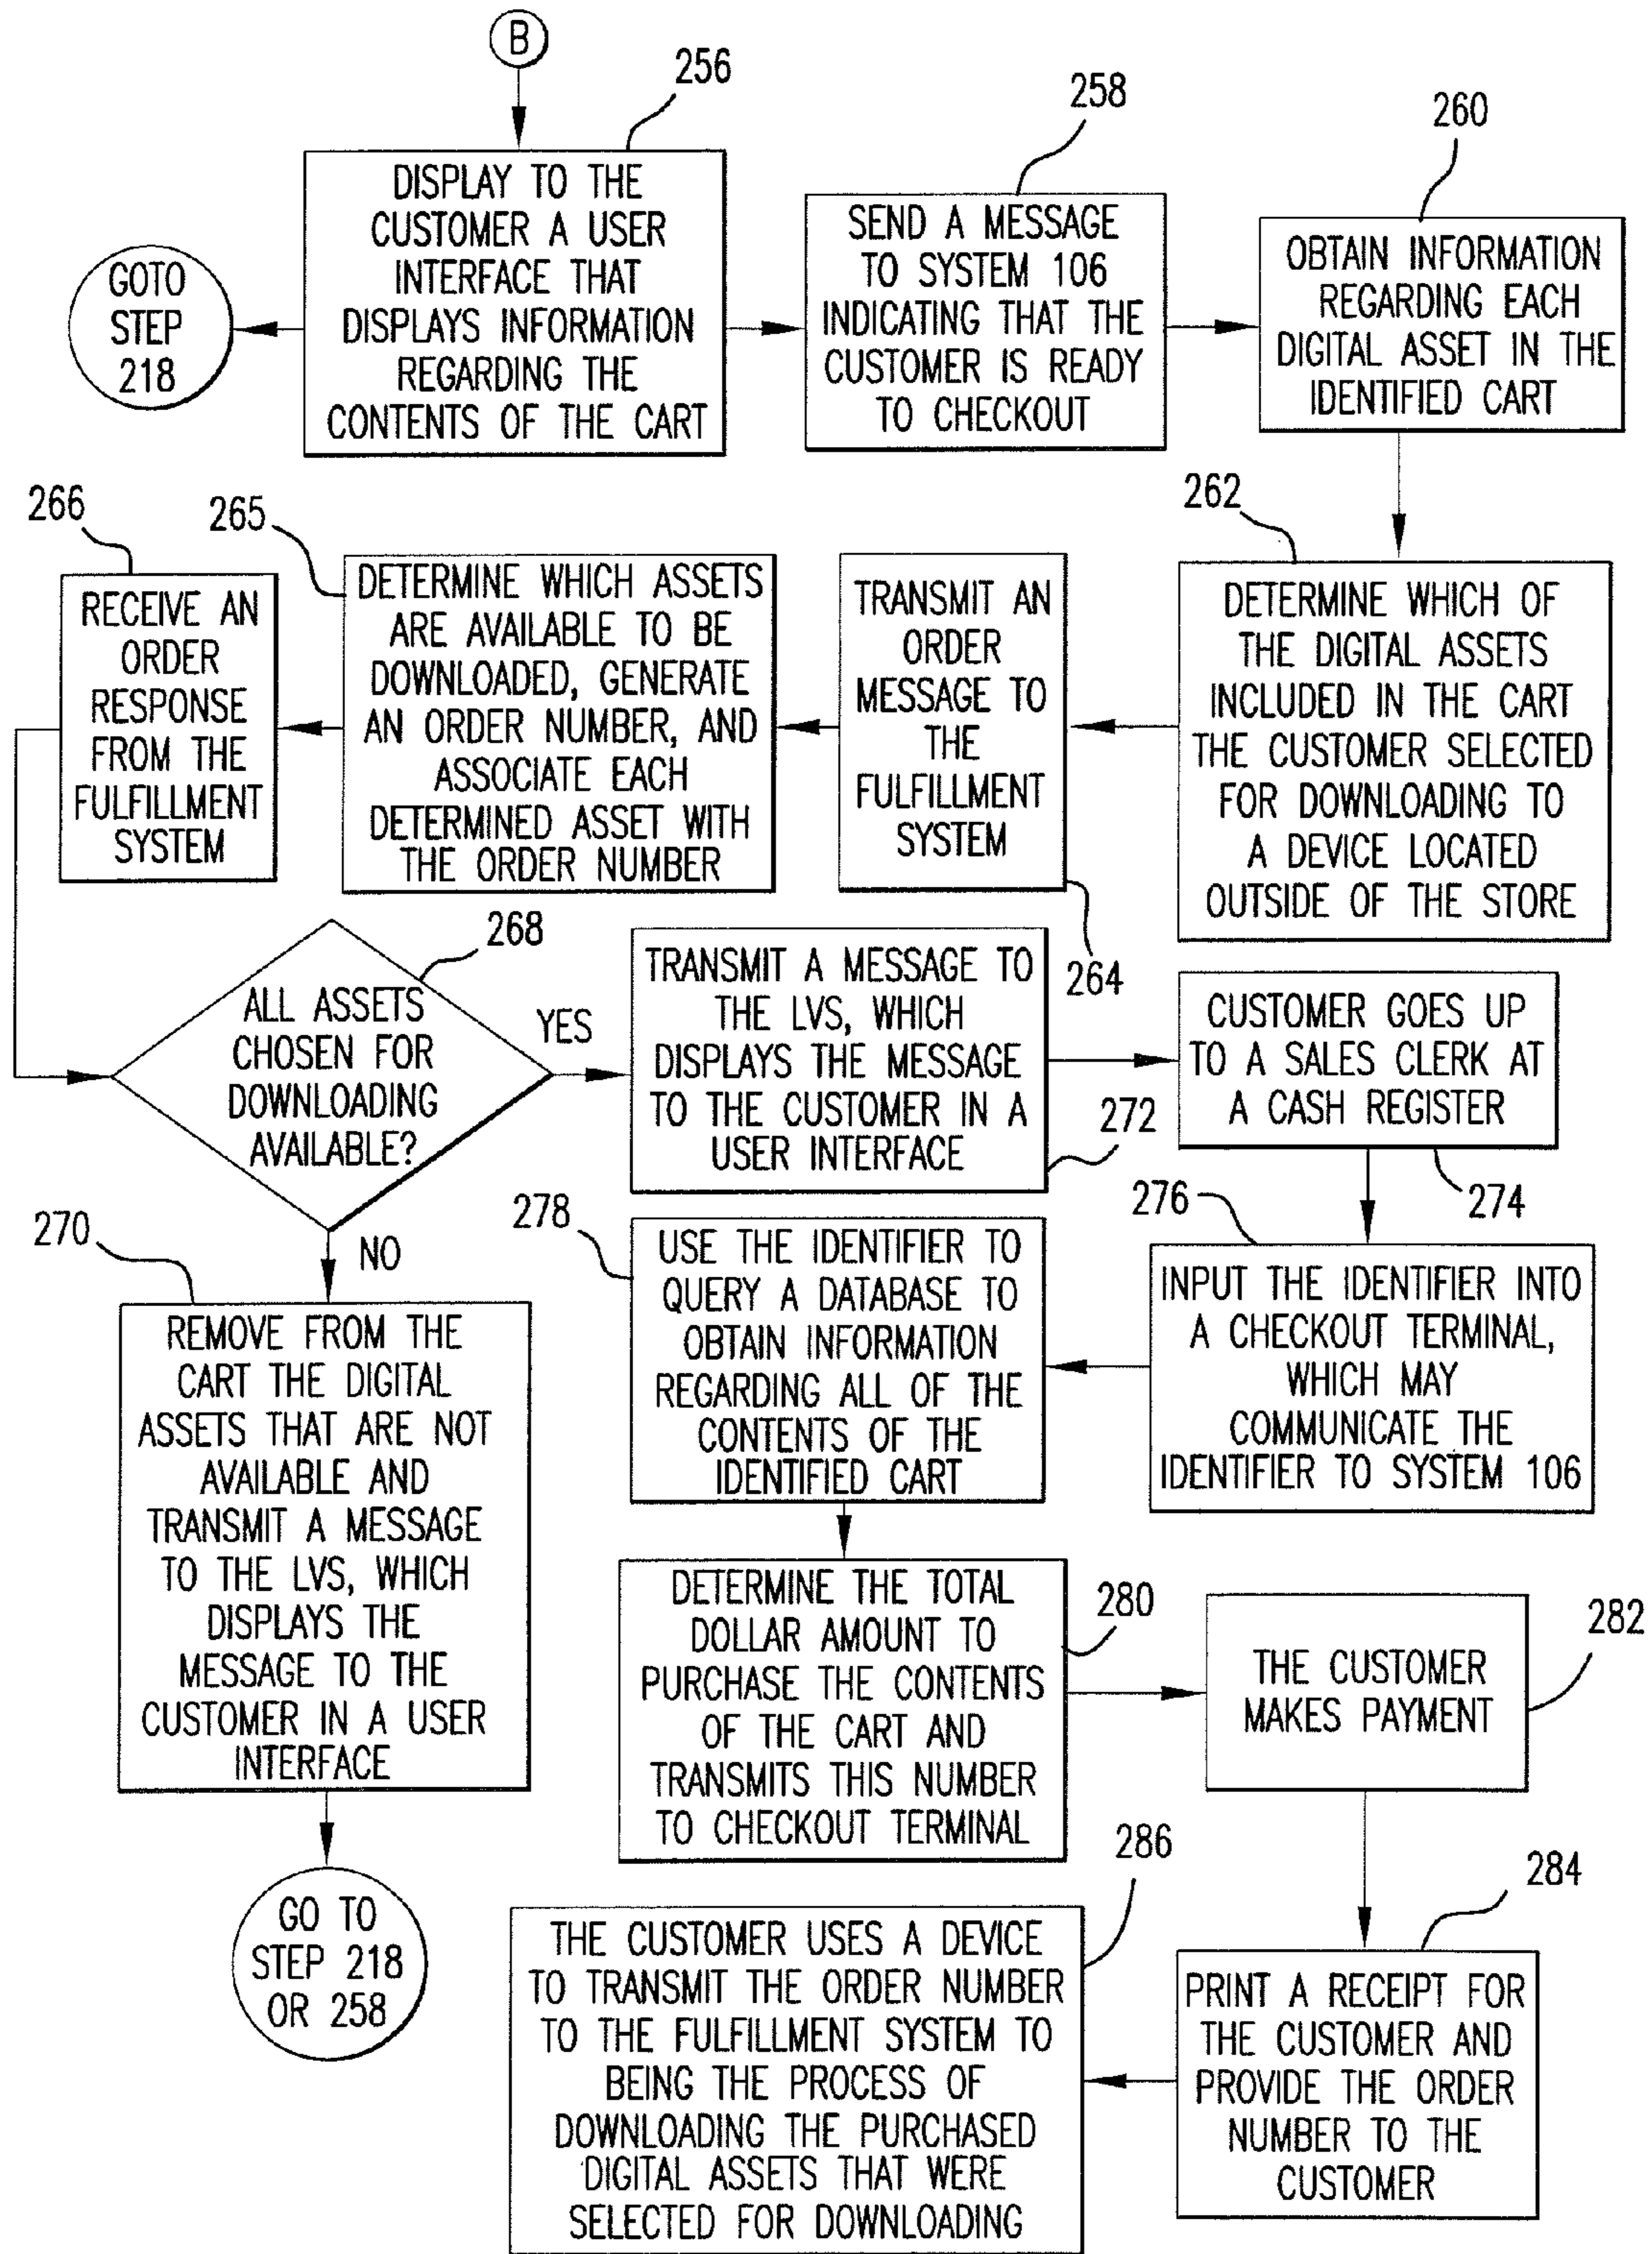 B
256
DISPLAY TO THE
CUSTOMER A USER
INTERFACE THAT
DISPLAYS INFORMATION
REGARDING THE
CONTENTS OF THE CART
GOTO
STEP
218
258
SEND A MESSAGE
TO SYSTEM 106
INDICATING THAT THE
CUSTOMER IS READY
TO CHECKOUT
260
OBTAIN INFORMATION
REGARDING EACH
DIGITAL ASSET IN THE
IDENTIFIED CART
262
DETERMINE WHICH OF
THE DIGITAL ASSETS
INCLUDED IN THE CART
THE CUSTOMER SELECTED
FOR DOWNLOADING TO
A DEVICE LOCATED
OUTSIDE OF THE STORE
TRANSMIT AN
ORDER
MESSAGE TO
THE
FULFILLMENT
SYSTEM
264
265
DETERMINE WHICH ASSETS
ARE AVAILABLE TO BE
DOWNLOADED, GENERATE
AN ORDER NUMBER, AND
ASSOCIATE EACH
DETERMINED ASSET WITH
THE ORDER NUMBER
266
RECEIVE AN
ORDER
RESPONSE
FROM THE
FULFILLMENT
SYSTEM
268
ALL ASSETS
CHOSEN FOR
DOWNLOADING
AVAILABLE?
YES
NO
270
REMOVE FROM THE
CART THE DIGITAL
ASSETS THAT ARE NOT
AVAILABLE AND
TRANSMIT A MESSAGE
TO THE LVS, WHICH
DISPLAYS THE
MESSAGE TO THE
CUSTOMER IN A USER
INTERFACE
GO TO
STEP 218
OR 258
TRANSMIT A MESSAGE TO
THE LVS, WHICH
DISPLAYS THE MESSAGE
TO THE CUSTOMER IN A
USER INTERFACE
272
CUSTOMER GOES UP
TO A SALES CLERK AT
A CASH REGISTER
274
276
INPUT THE IDENTIFIER INTO
A CHECKOUT TERMINAL,
WHICH MAY
COMMUNICATE THE
IDENTIFIER TO SYSTEM 106
278
USE THE IDENTIFIER TO
QUERY A DATABASE TO
OBTAIN INFORMATION
REGARDING ALL OF THE
CONTENTS OF THE
IDENTIFIED CART
DETERMINE THE TOTAL
DOLLAR AMOUNT TO
PURCHASE THE CONTENTS
OF THE CART AND
TRANSMITS THIS NUMBER
TO CHECKOUT TERMINAL
280
THE CUSTOMER
MAKES PAYMENT
282
284
PRINT A RECEIPT FOR
THE CUSTOMER AND
PROVIDE THE ORDER
NUMBER TO THE
CUSTOMER
286
THE CUSTOMER USES A DEVICE
TO TRANSMIT THE ORDER NUMBER
TO THE FULFILLMENT SYSTEM TO
BEING THE PROCESS OF
DOWNLOADING THE PURCHASED
DIGITAL ASSETS THAT WERE
SELECTED FOR DOWNLOADING